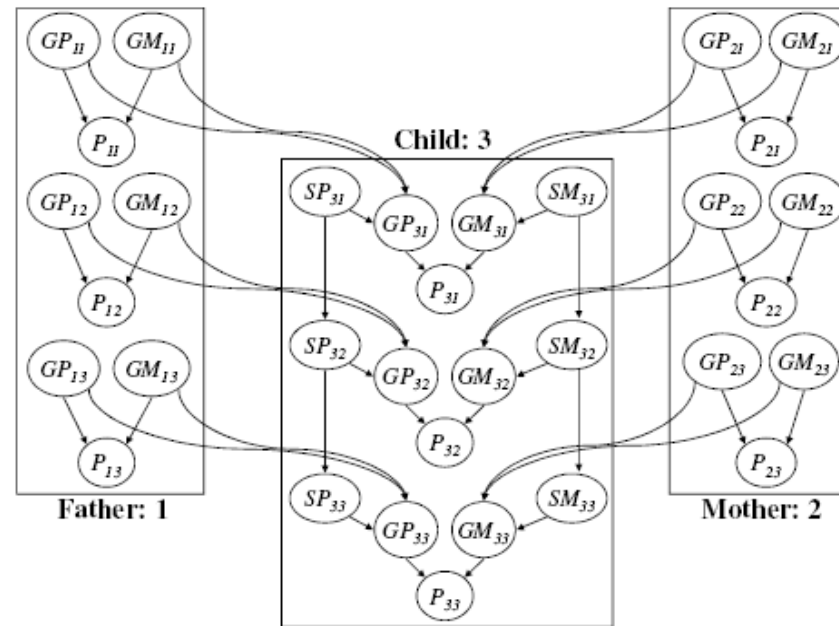 GP11 GM11
P11
GP12 GM12
P12
GP13 GM13
P13
Father: 1
Child: 3
SP31 SM31
GP31 GM31
P31
SP32 SM32
GP32 GM32
P32
SP33 SM33
GP33 GM33
P33
GP21 GM21
P21
GP22 GM22
P22
GP23 GM23
P23
Mother: 2